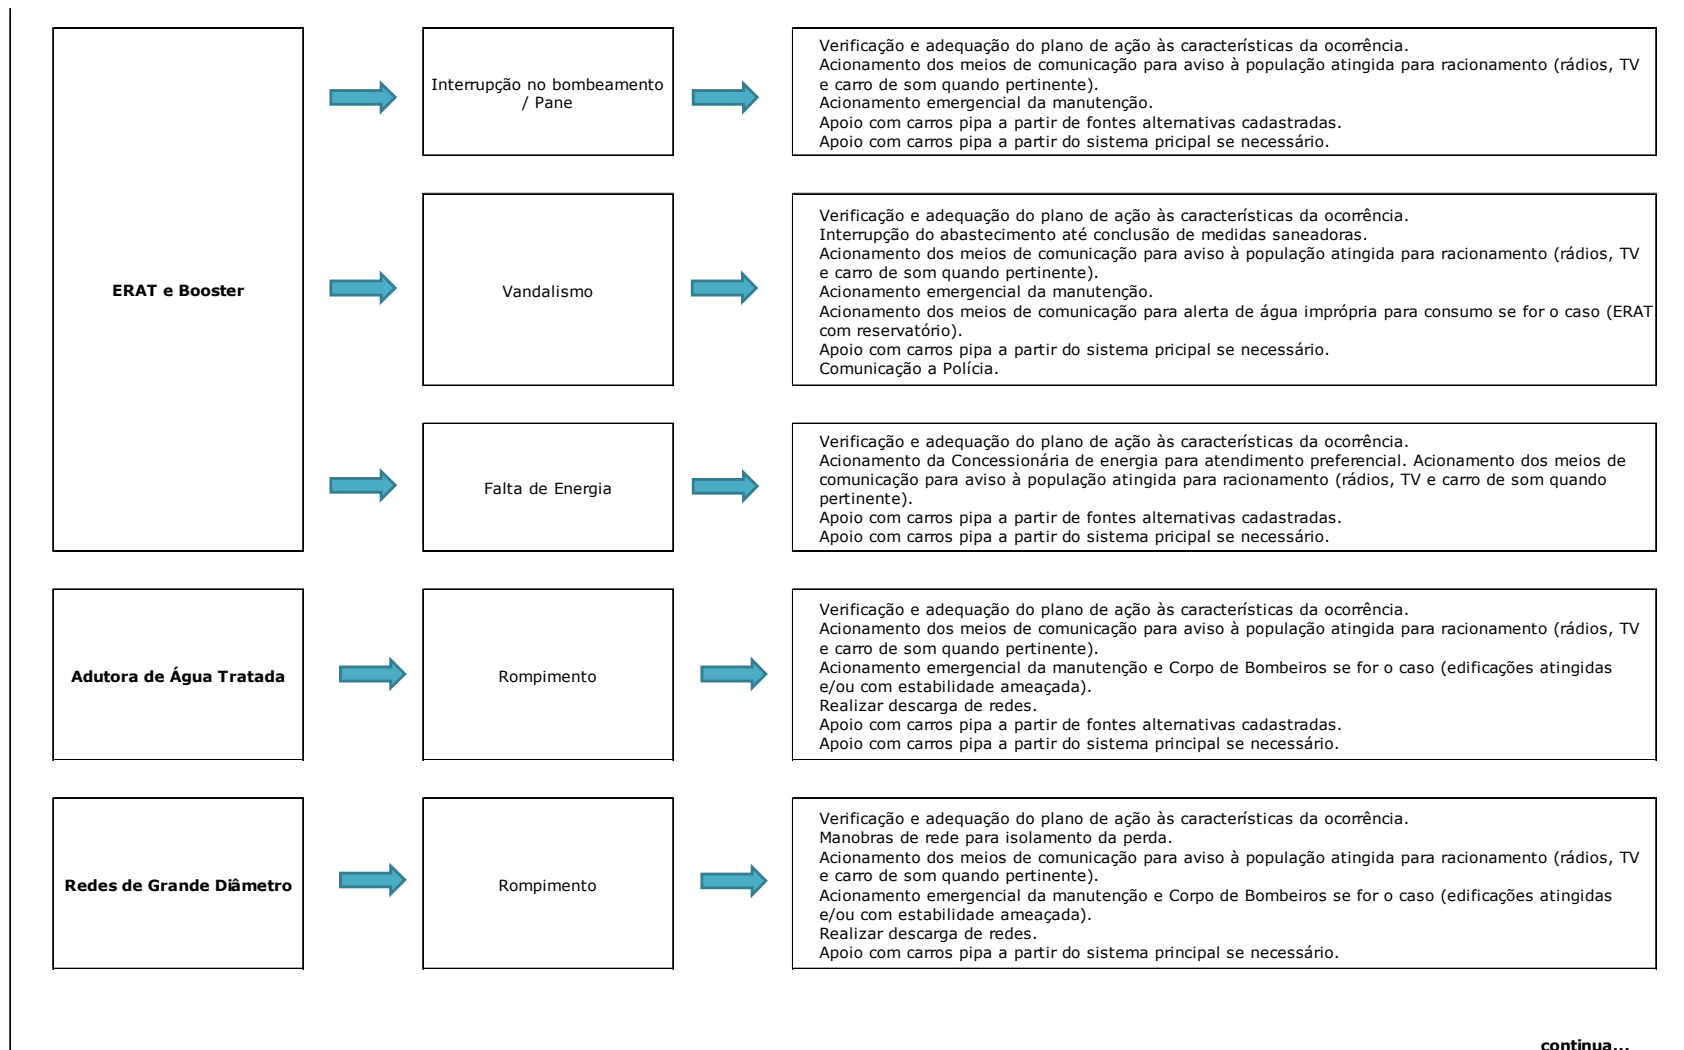 Interrupção no bombeamento
/ Pane
Verificação e adequação do plano de ação às características da ocorrência.
Acionamento dos meios de comunicação para aviso à população atingida para racionamento (rádios, TV
e carro de som quando pertinente).
Acionamento emergencial da manutenção.
Apoio com carros pipa a partir de fontes alternativas cadastradas.
Apoio com carros pipa a partir do sistema pricipal se necessário.
ERAT e Booster
Vandalismo
Verificação e adequação do plano de ação às características da ocorrência.
Interrupção do abastecimento até conclusão de medidas saneadoras.
Acionamento dos meios de comunicação para aviso à população atingida para racionamento (rádios, TV
e carro de som quando pertinente).
Acionamento emergencial da manutenção.
Acionamento dos meios de comunicação para alerta de água imprópria para consumo se for o caso (ERAT
com reservatório).
Apoio com carros pipa a partir do sistema pricipal se necessário.
Comunicação a Polícia.
Falta de Energia
Verificação e adequação do plano de ação às características da ocorrência.
Acionamento da Concessionária de energia para atendimento preferencial. Acionamento dos meios de
comunicação para aviso à população atingida para racionamento (rádios, TV e carro de som quando
pertinente).
Apoio com carros pipa a partir de fontes alternativas cadastradas.
Apoio com carros pipa a partir do sistema pricipal se necessário.
Adutora de Água Tratada
Rompimento
Verificação e adequação do plano de ação às características da ocorrência.
Acionamento dos meios de comunicação para aviso à população atingida para racionamento (rádios, TV
e carro de som quando pertinente).
Acionamento emergencial da manutenção e Corpo de Bombeiros se for o caso (edificações atingidas
e/ou com estabilidade ameaçada).
Realizar descarga de redes.
Apoio com carros pipa a partir de fontes alternativas cadastradas.
Apoio com carros pipa a partir do sistema principal se necessário.
Redes de Grande Diâmetro
Rompimento
Verificação e adequação do plano de ação às características da ocorrência.
Manobras de rede para isolamento da perda.
Acionamento dos meios de comunicação para aviso à população atingida para racionamento (rádios, TV
e carro de som quando pertinente).
Acionamento emergencial da manutenção e Corpo de Bombeiros se for o caso (edificações atingidas
e/ou com estabilidade ameaçada).
Realizar descarga de redes.
Apoio com carros pipa a partir do sistema principal se necessário.
continua...